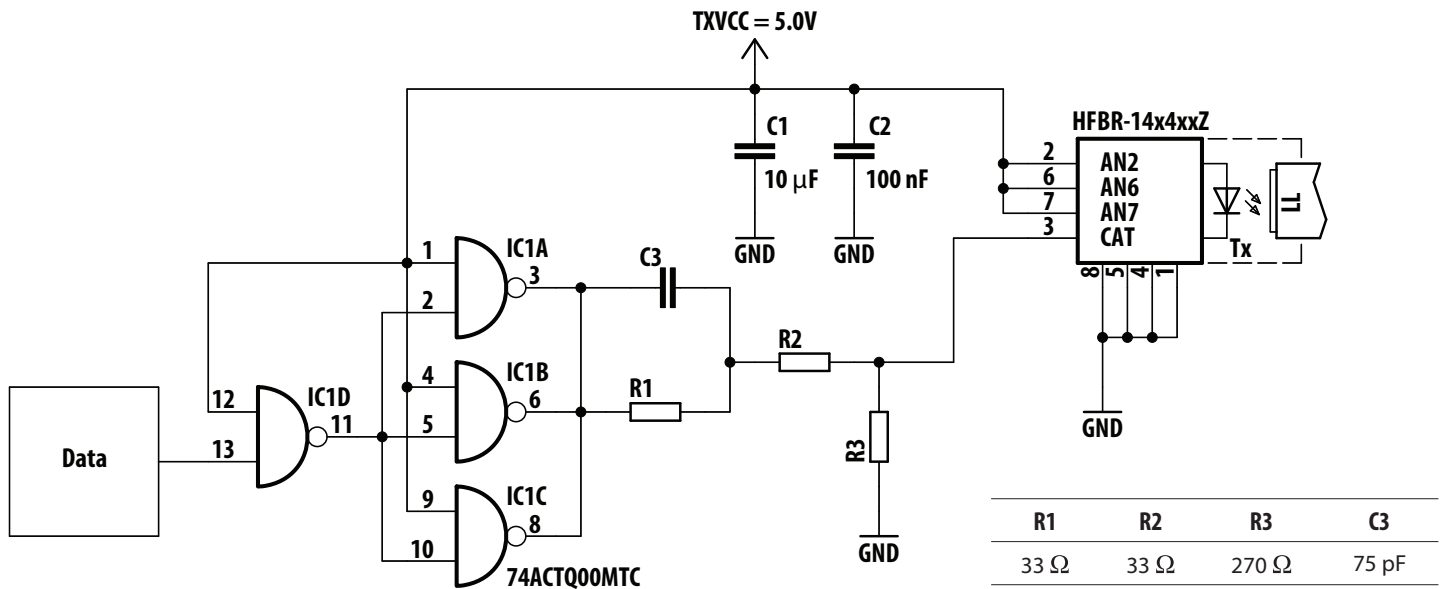 TXVCC = 5.0V
C1
10 μF
GND
C2
100 nF
GND
HFBR-14x4xxZ
2
AN2
6
AN6
7
AN7
3
CAT
LL
Tx
8
5
4
1
GND
IC1A
1
2
3
C3
IC1B
4
5
6
R1
R2
R3
GND
IC1D
12
13
11
Data
IC1C
9
10
8
74ACTQ00MTC
R1 R2 R3 C3
33 Ω 33 Ω 270 Ω 75 pF